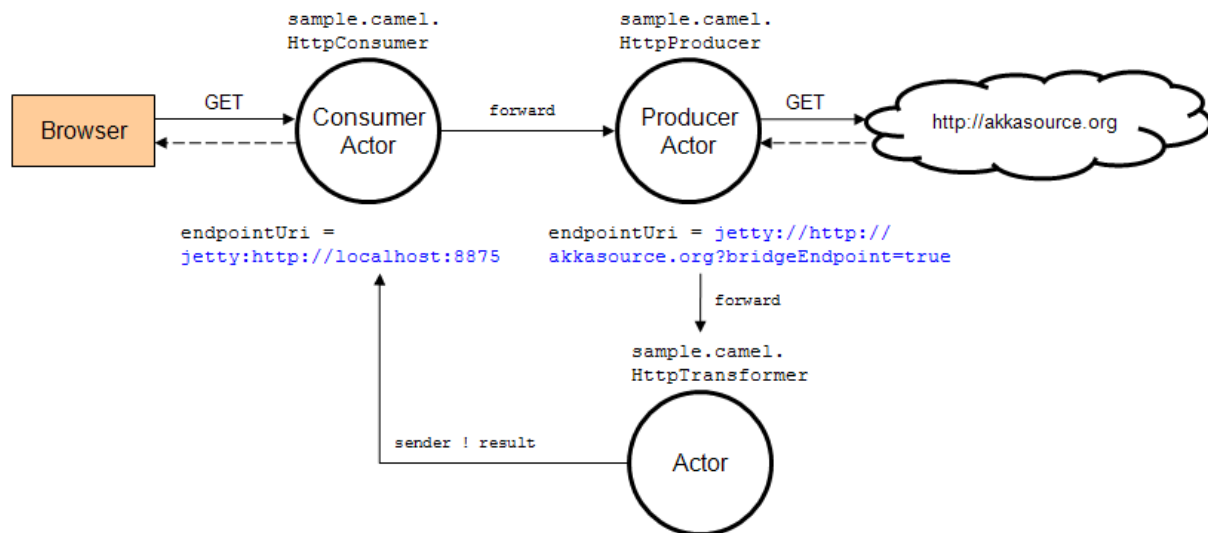 sample.camel.
HttpConsumer
sample.camel.
HttpProducer
Browser
GET
Consumer
Actor
forward
Producer
Actor
GET
http://akkasource.org
endpointUri =
jetty:http://localhost:8875
endpointUri = jetty://http://
akkasource.org?bridgeEndpoint=true
forward
sample.camel.
HttpTransformer
sender ! result
Actor